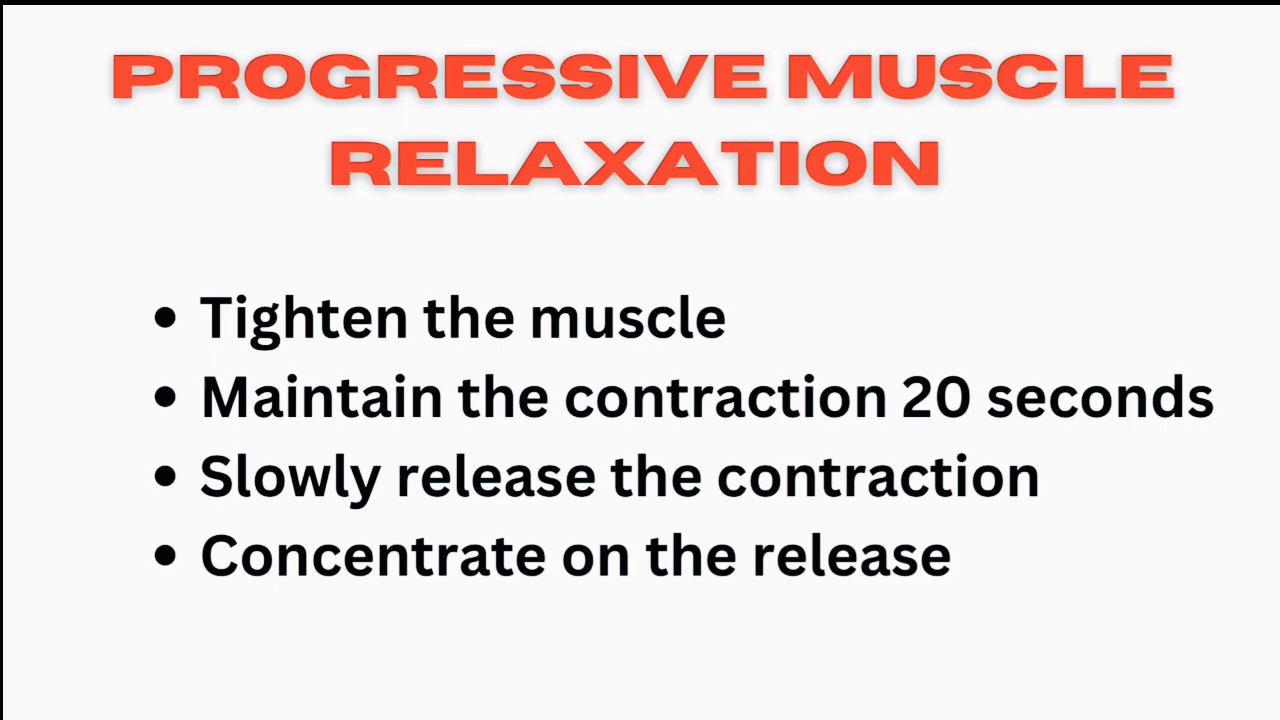 PROGRESSIVE MUSCLE
RELAXATION
• Tighten the muscle
• Maintain the contraction 20 seconds
• Slowly release the contraction
• Concentrate on the release